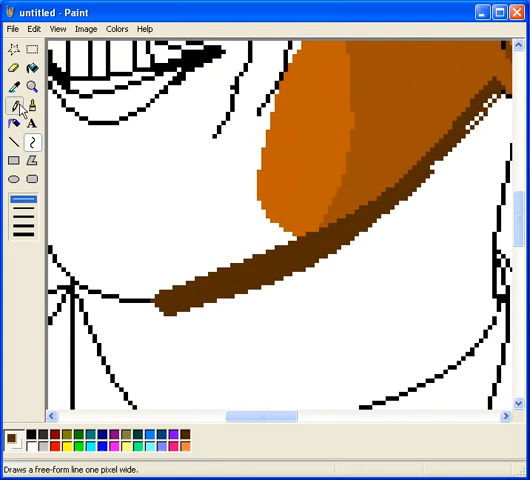 untitled - Paint
File Edit View Image Colors Help
A
Draws a free-form line one pixel wide.